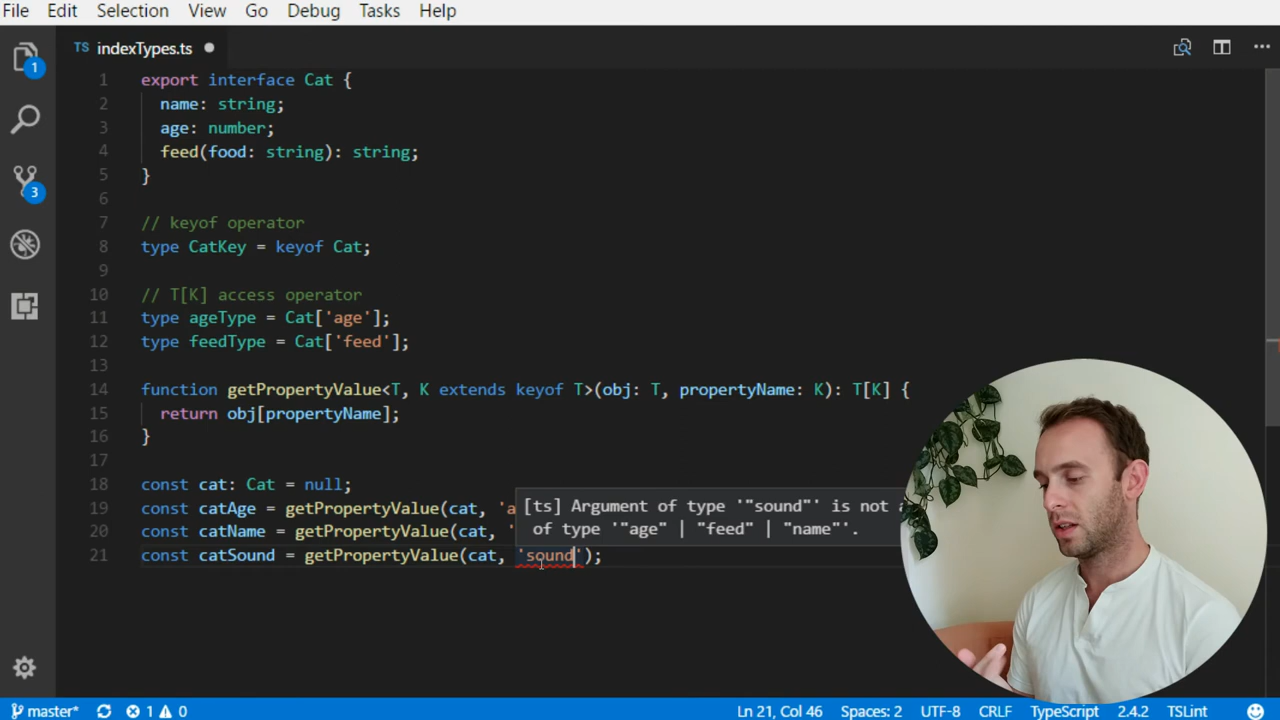 File Edit Selection View Go Debug Tasks Help
TS indexTypes.ts
1 export interface Cat {
2 name: string;
3 age: number;
4 feed(food: string): string;
5 }
6
7 // keyof operator
8 type CatKey = keyof Cat;
9
10 // T[K] access operator
11 type ageType = Cat['age'];
12 type feedType = Cat['feed'];
13
14 function getPropertyValue<T, K extends keyof T>(obj: T, propertyName: K): T[K] {
15 return obj[propertyName];
16 }
17
18 const cat: Cat = null;
19 const catAge = getPropertyValue(cat, 'a
20 const catName = getPropertyValue(cat, '
[ts] Argument of type '"sound"' is not
of type '"age" | "feed" | "name"'.
21 const catSound = getPropertyValue(cat, 'sound');
1
3
master* 1 0 Ln 21, Col 46 Spaces: 2 UTF-8 CRLF TypeScript 2.4.2 TSLint